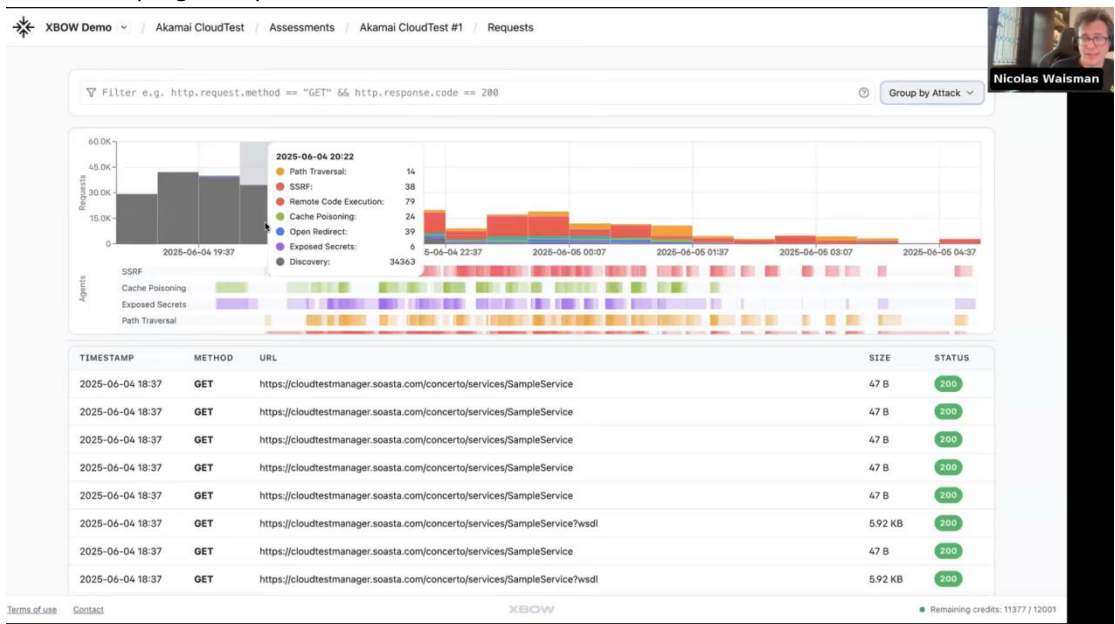 XBOW Demo / Akamai CloudTest / Assessments / Akamai CloudTest #1 / Requests
Nicolas Waisman
Filter e.g. http.request.method == "GET" && http.response.code == 200
Group by Attack
Requests
60.0K
45.0K
30.0K
15.0K
0
2025-06-04 20:22
Path Traversal: 14
SSRF: 38
Remote Code Execution: 79
Cache Poisoning: 24
Open Redirect: 39
Exposed Secrets: 6
Discovery: 34363
2025-06-04 19:37
5-06-04 22:37
2025-06-05 00:07
2025-06-05 01:37
2025-06-05 03:07
2025-06-05 04:37
Agents
SSRF
Cache Poisoning
Exposed Secrets
Path Traversal
TIMESTAMP METHOD URL SIZE STATUS
2025-06-04 18:37 GET https://cloudtestmanager.soasta.com/concerto/services/SampleService 47 B 200
2025-06-04 18:37 GET https://cloudtestmanager.soasta.com/concerto/services/SampleService 47 B 200
2025-06-04 18:37 GET https://cloudtestmanager.soasta.com/concerto/services/SampleService 47 B 200
2025-06-04 18:37 GET https://cloudtestmanager.soasta.com/concerto/services/SampleService 47 B 200
2025-06-04 18:37 GET https://cloudtestmanager.soasta.com/concerto/services/SampleService 47 B 200
2025-06-04 18:37 GET https://cloudtestmanager.soasta.com/concerto/services/SampleService?wsdl 5.92 KB 200
2025-06-04 18:37 GET https://cloudtestmanager.soasta.com/concerto/services/SampleService 47 B 200
2025-06-04 18:37 GET https://cloudtestmanager.soasta.com/concerto/services/SampleService?wsdl 5.92 KB 200
Terms of use Contact XBOW Remaining credits: 11377 / 12001